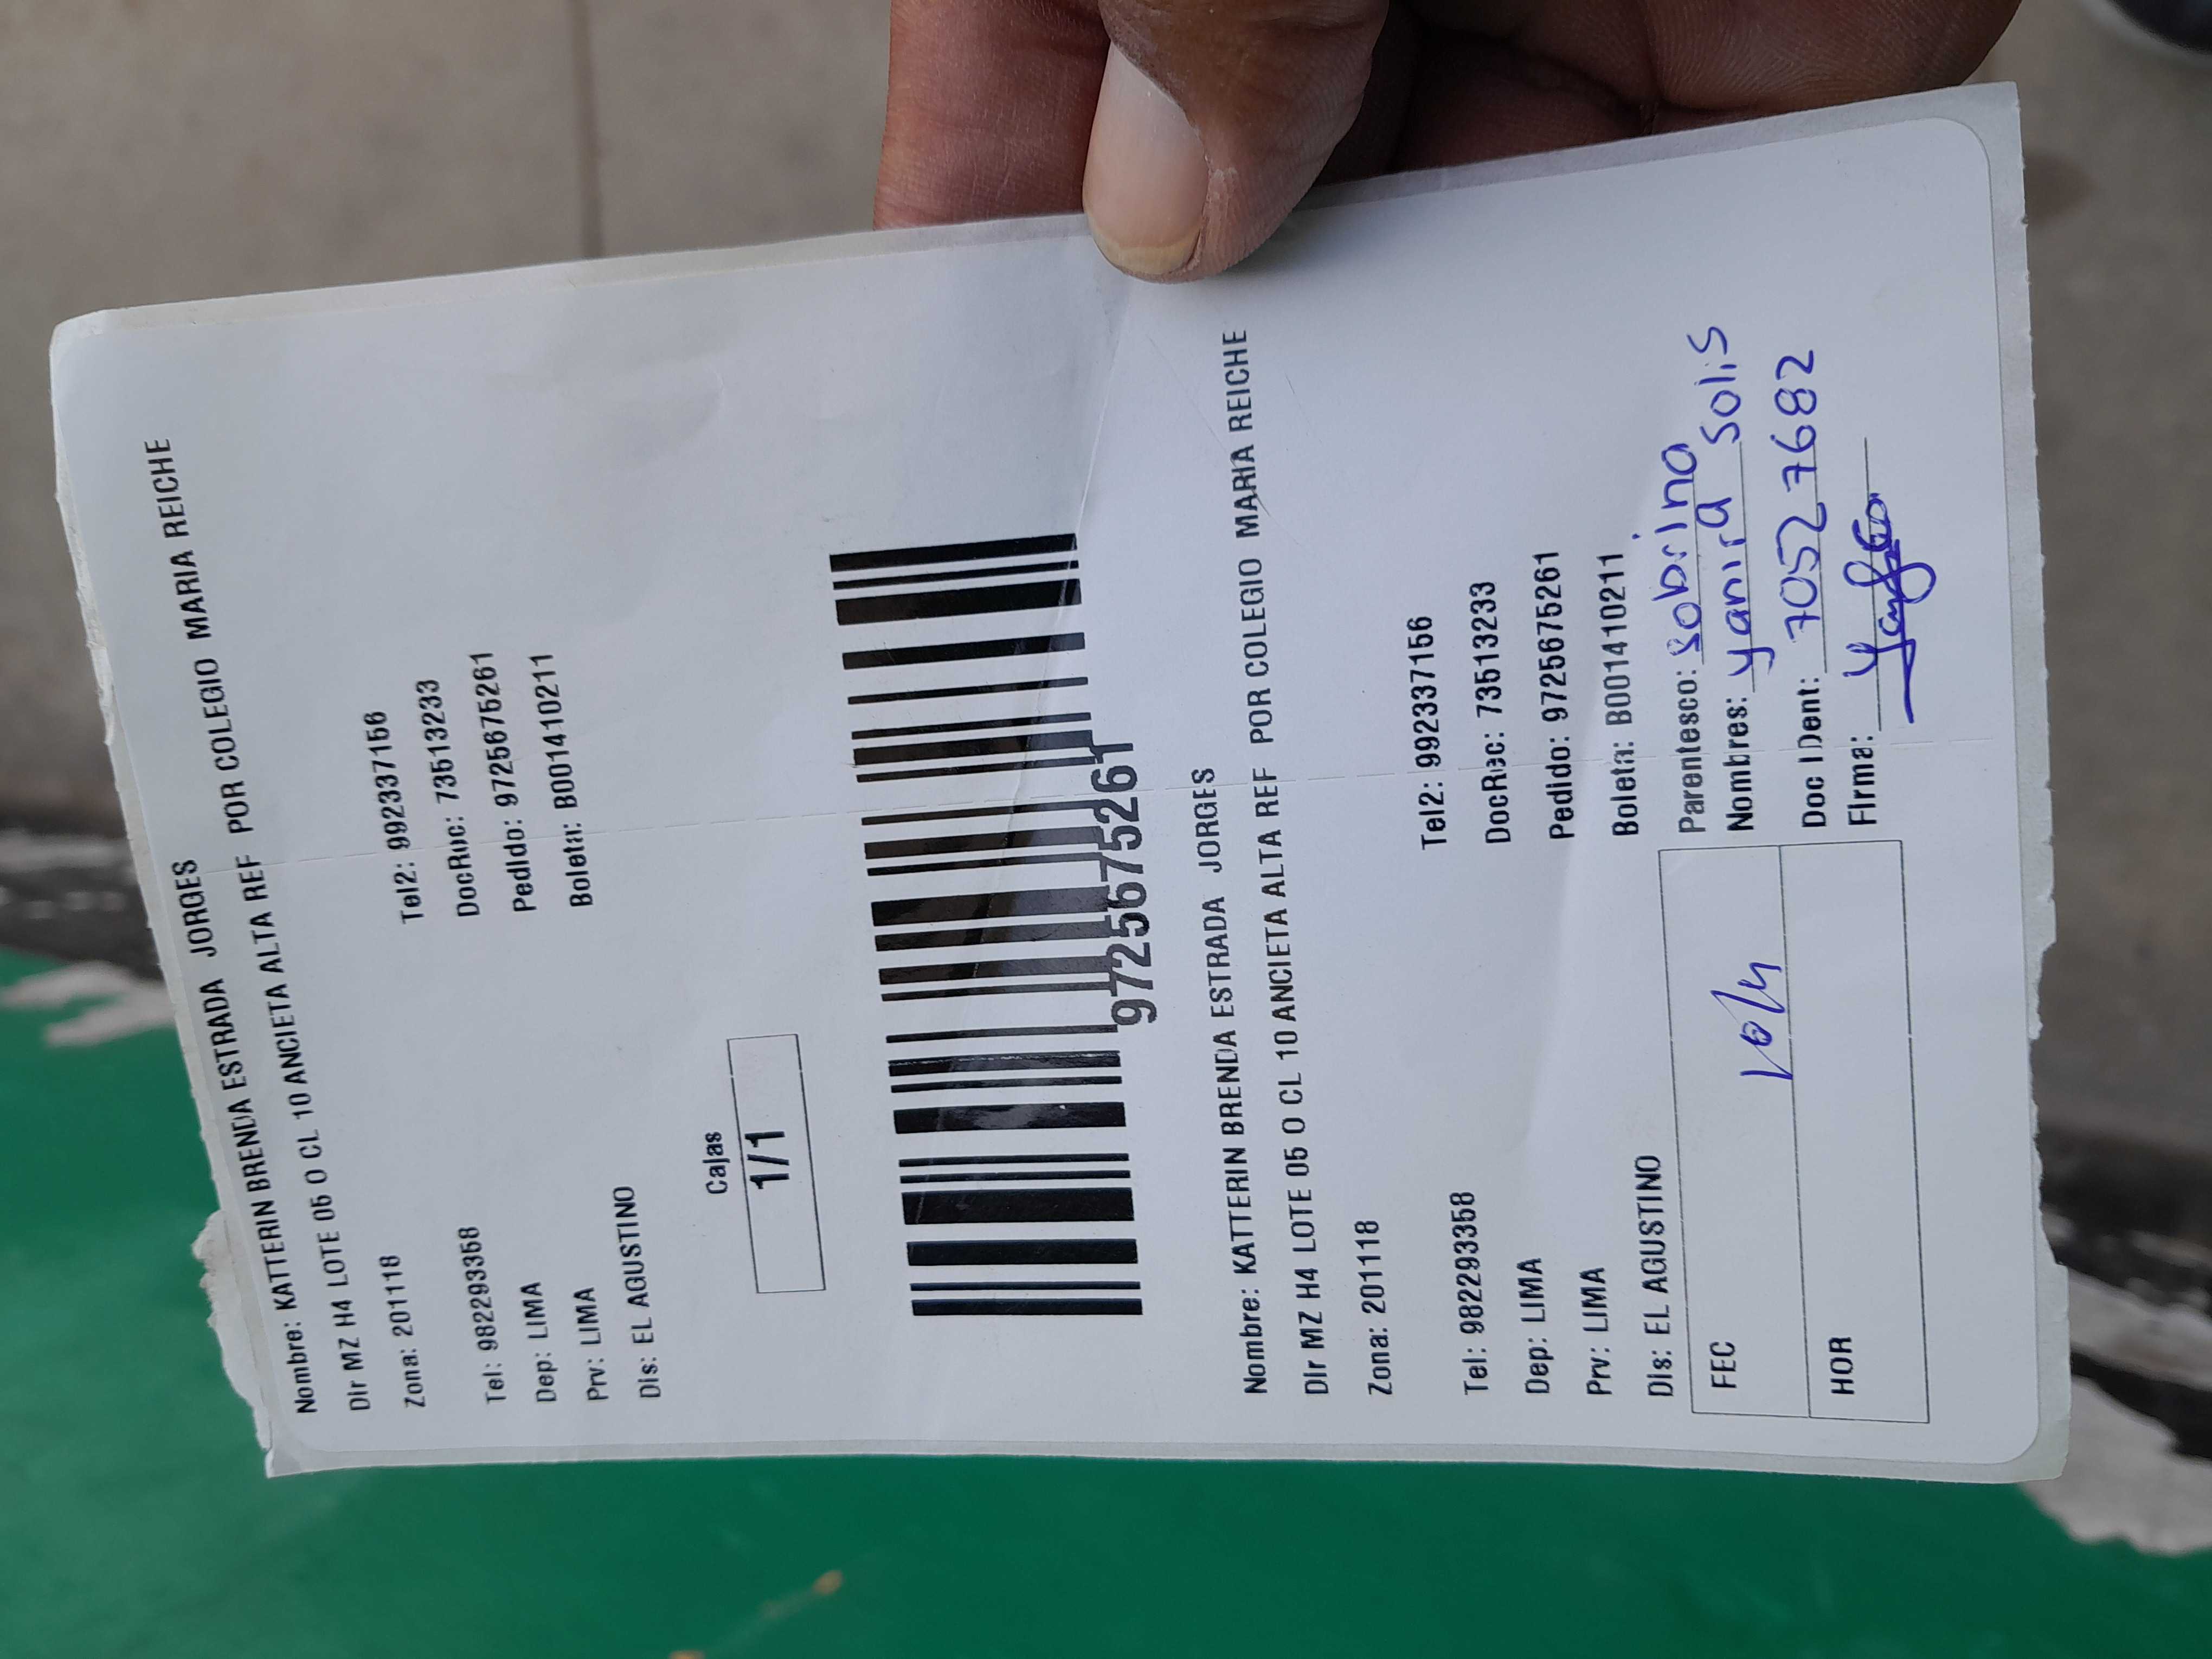 Nombre: KATTERIN BRENDA ESTRADA JORGES
Dir MZ H4 LOTE 05 O CL 10 ANCIETA ALTA REF POR COLEGIO MARIA REICHE
Zona: 201118
Tel: 982293358 Tel2: 992337156
Dep: LIMA DocRec: 73513233
Prv: LIMA Pedido: 9725675261
Dis: EL AGUSTINO Boleta: B001410211
Cajas
1/1
9725675261
Nombre: KATTERIN BRENDA ESTRADA JORGES
Dir MZ H4 LOTE 05 O CL 10 ANCIETA ALTA REF POR COLEGIO MARIA REICHE
Zona: 201118
Tel: 982293358 Tel2: 992337156
Dep: LIMA DocRec: 73513233
Prv: LIMA Pedido: 9725675261
Dis: EL AGUSTINO Boleta: B001410211
FEC
HOR
Parentesco: sobrina
Nombres: yanira solis
Doc IDent: 70527682
Firma: